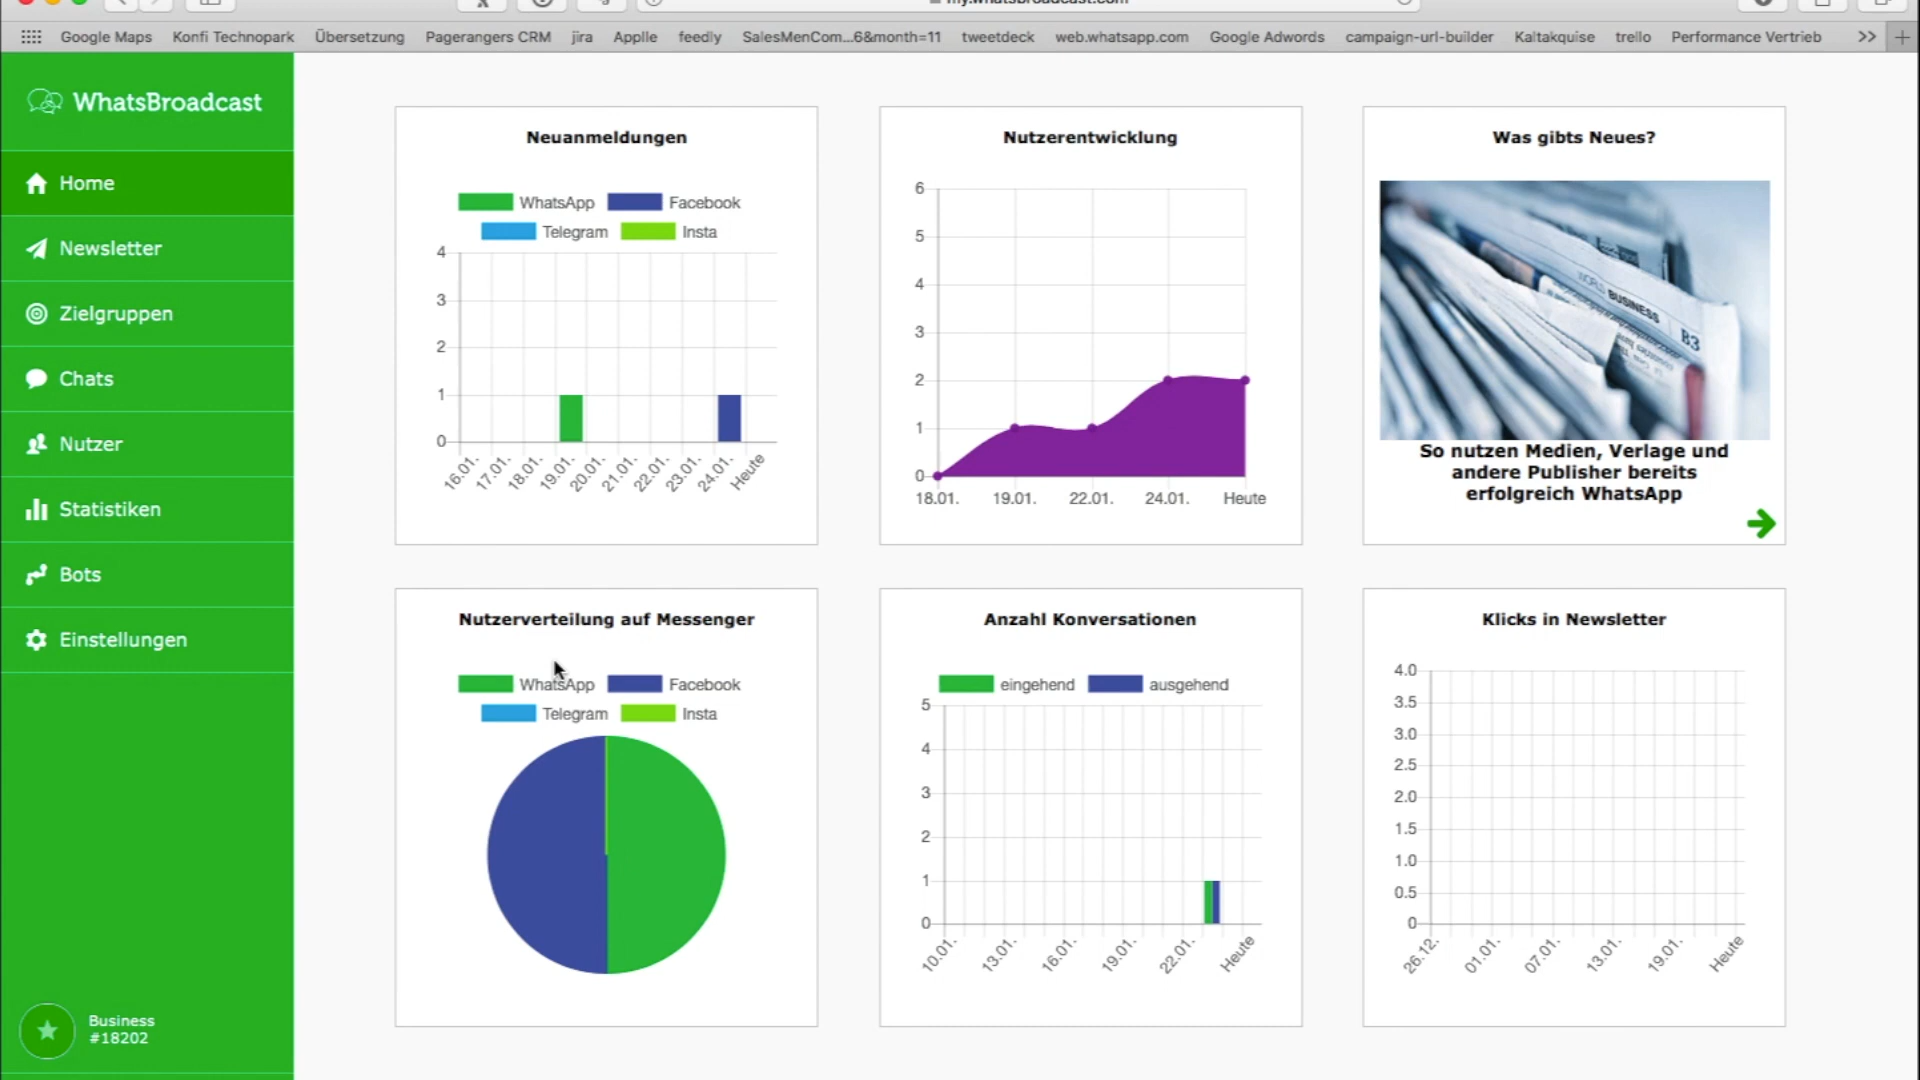 my.whatsbroadcast.com
Google Maps Konfi Technopark Übersetzung Pagerangers CRM jira Applle feedly SalesMenCom...6&month=11 tweetdeck web.whatsapp.com Google Adwords campaign-url-builder Kaltakquise trello Performance Vertrieb >> +
WhatsBroadcast
Home
Newsletter
Zielgruppen
Chats
Nutzer
Statistiken
Bots
Einstellungen
Business
#18202
Neuanmeldungen
WhatsApp Facebook
Telegram Insta
4
3
2
1
0
16.01. 17.01. 18.01. 19.01. 20.01. 21.01. 22.01. 23.01. 24.01. Heute
Nutzerentwicklung
6
5
4
3
2
1
0
18.01. 19.01. 22.01. 24.01. Heute
Was gibts Neues?
WORLD BUSINESS B3
So nutzen Medien, Verlage und
andere Publisher bereits
erfolgreich WhatsApp
Nutzerverteilung auf Messenger
WhatsApp Facebook
Telegram Insta
Anzahl Konversationen
eingehend ausgehend
5
4
3
2
1
0
10.01. 13.01. 16.01. 19.01. 22.01. Heute
Klicks in Newsletter
4.0
3.5
3.0
2.5
2.0
1.5
1.0
0.5
0
26.12. 01.01. 07.01. 13.01. 19.01. Heute